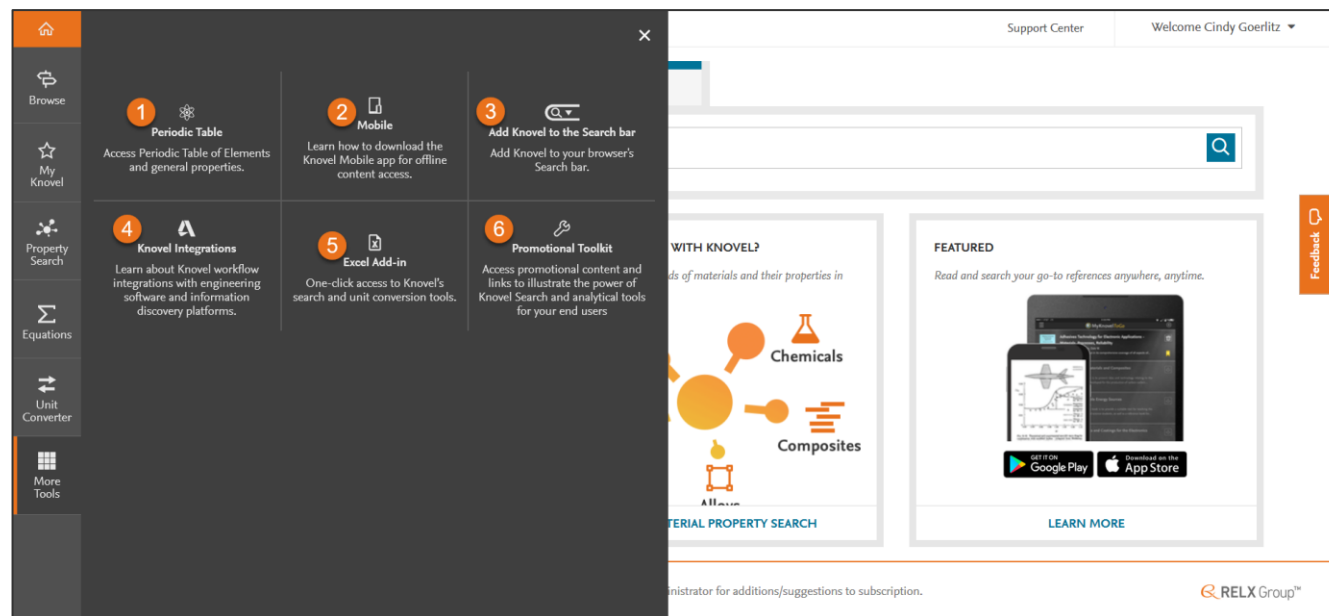 Support Center
Welcome Cindy Goerlitz
Browse
My
Knovel
Property
Search
Equations
Unit
Converter
More
Tools
1
Periodic Table
Access Periodic Table of Elements
and general properties.
2
Mobile
Learn how to download the
Knovel Mobile app for offline
content access.
3
Add Knovel to the Search bar
Add Knovel to your browser's
Search bar.
4
Knovel Integrations
Learn about Knovel workflow
integrations with engineering
software and information
discovery platforms.
5
Excel Add-in
One-click access to Knovel's
search and unit conversion tools.
6
Promotional Toolkit
Access promotional content and
links to illustrate the power of
Knovel Search and analytical tools
for your end users
WITH KNOVEL?
ds of materials and their properties in
Chemicals
Composites
Alloys
TERIAL PROPERTY SEARCH
FEATURED
Read and search your go-to references anywhere, anytime.
GET IT ON
Google Play
Download on the
App Store
LEARN MORE
Feedback
inistrator for additions/suggestions to subscription.
RELX Group™